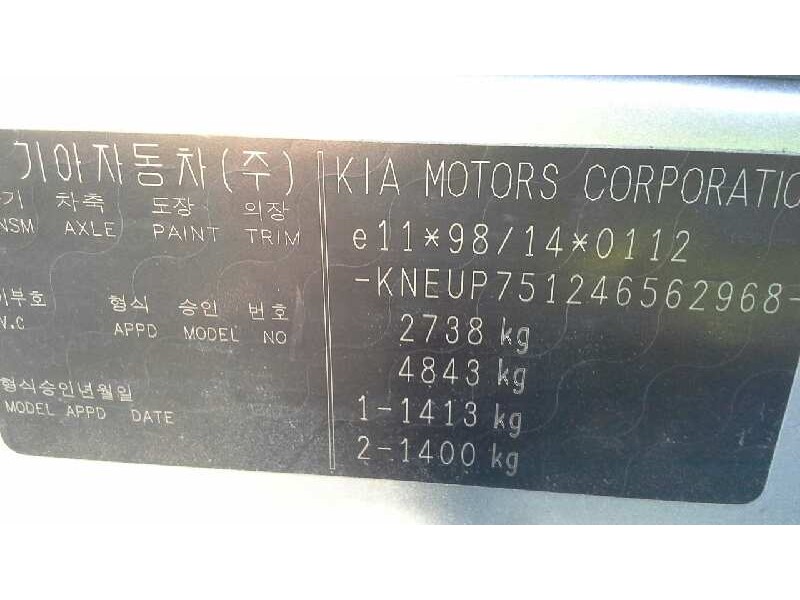 기아자동차(주)
기 차축 도장 의장
NSM AXLE PAINT TRIM
이부호 형식 승인 번호
V.C APPD MODEL NO
형식승인년월일
MODEL APPD DATE
KIA MOTORS CORPORATIO
e11*98/14*0112
-KNEUP751246562968-
2738 kg
4843 kg
1-1413 kg
2-1400 kg